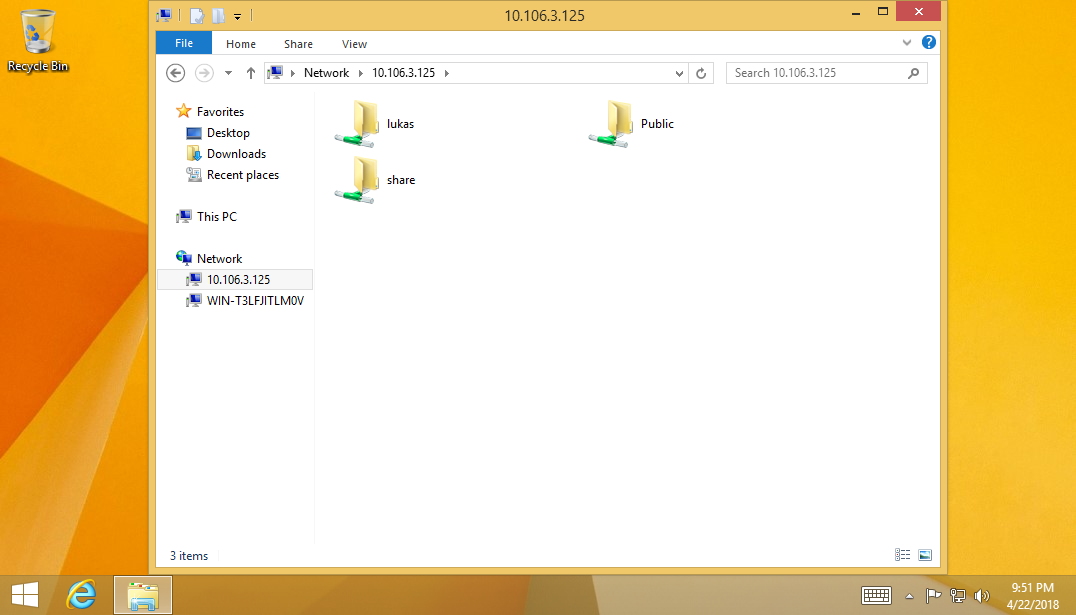 10.106.3.125
Recycle Bin
File Home Share View
Network 10.106.3.125
Search 10.106.3.125
Favorites
Desktop
Downloads
Recent places
This PC
Network
10.106.3.125
WIN-T3LFJITLM0V
lukas
Public
share
3 items
9:51 PM
4/22/2018